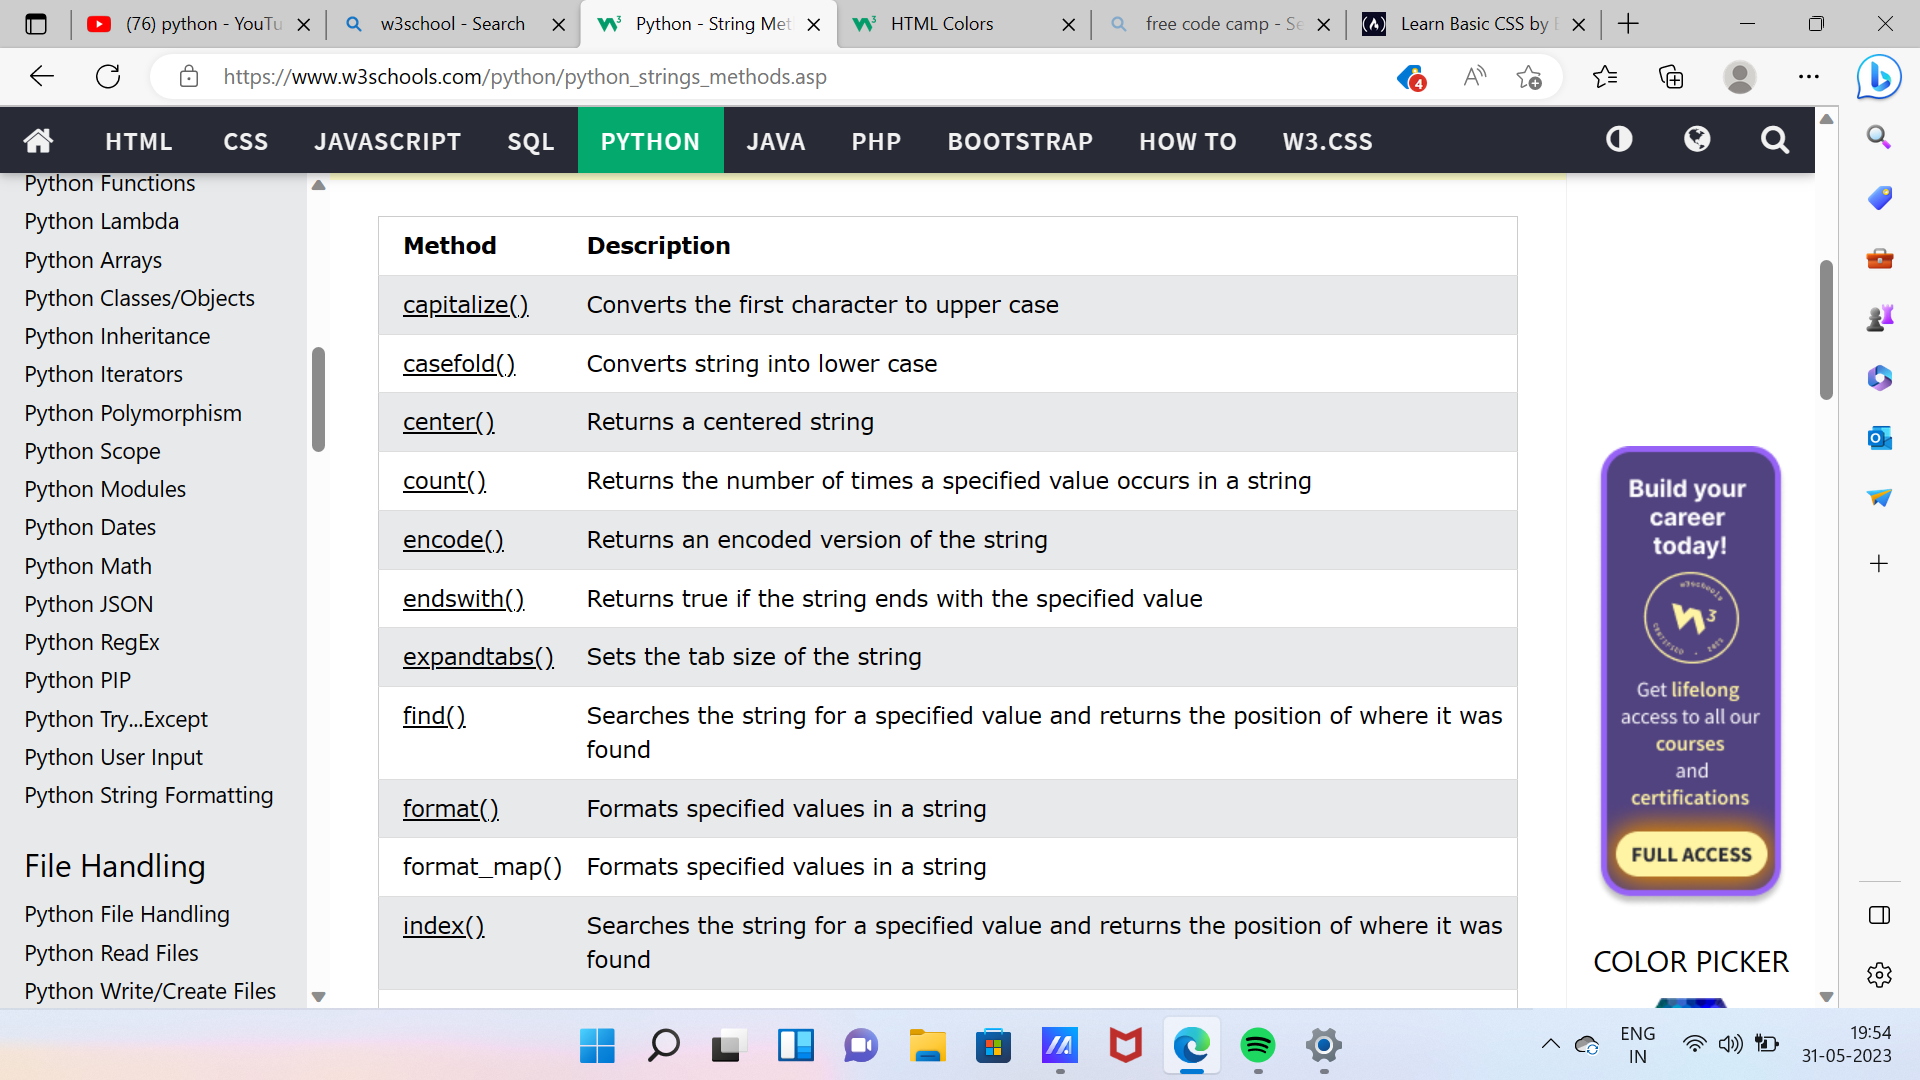 (76) python - YouTu
w3school - Search
Python - String Met
HTML Colors
free code camp - Se
Learn Basic CSS by
https://www.w3schools.com/python/python_strings_methods.asp
4
HTML CSS JAVASCRIPT SQL PYTHON JAVA PHP BOOTSTRAP HOW TO W3.CSS
Python Functions
Python Lambda
Python Arrays
Python Classes/Objects
Python Inheritance
Python Iterators
Python Polymorphism
Python Scope
Python Modules
Python Dates
Python Math
Python JSON
Python RegEx
Python PIP
Python Try...Except
Python User Input
Python String Formatting
File Handling
Python File Handling
Python Read Files
Python Write/Create Files
Method Description
capitalize() Converts the first character to upper case
casefold() Converts string into lower case
center() Returns a centered string
count() Returns the number of times a specified value occurs in a string
encode() Returns an encoded version of the string
endswith() Returns true if the string ends with the specified value
expandtabs() Sets the tab size of the string
find() Searches the string for a specified value and returns the position of where it was
found
format() Formats specified values in a string
format_map() Formats specified values in a string
index() Searches the string for a specified value and returns the position of where it was
found
Build your
career
today!
w3schools
CERTIFIED
Get lifelong
access to all our
courses
and
certifications
FULL ACCESS
COLOR PICKER
ENG
IN
19:54
31-05-2023